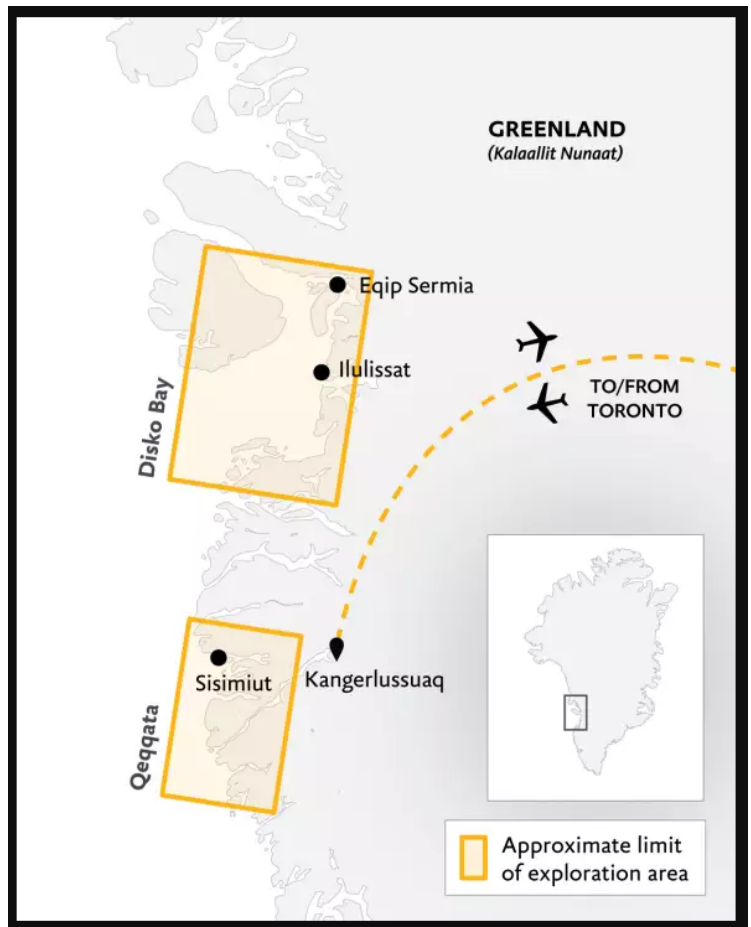 GREENLAND
(Kalaallit Nunaat)
Eqip Sermia
Ilulissat
Disko Bay
TO/FROM
TORONTO
Sisimiut
Kangerlussuaq
Qeqqata
Approximate limit
of exploration area